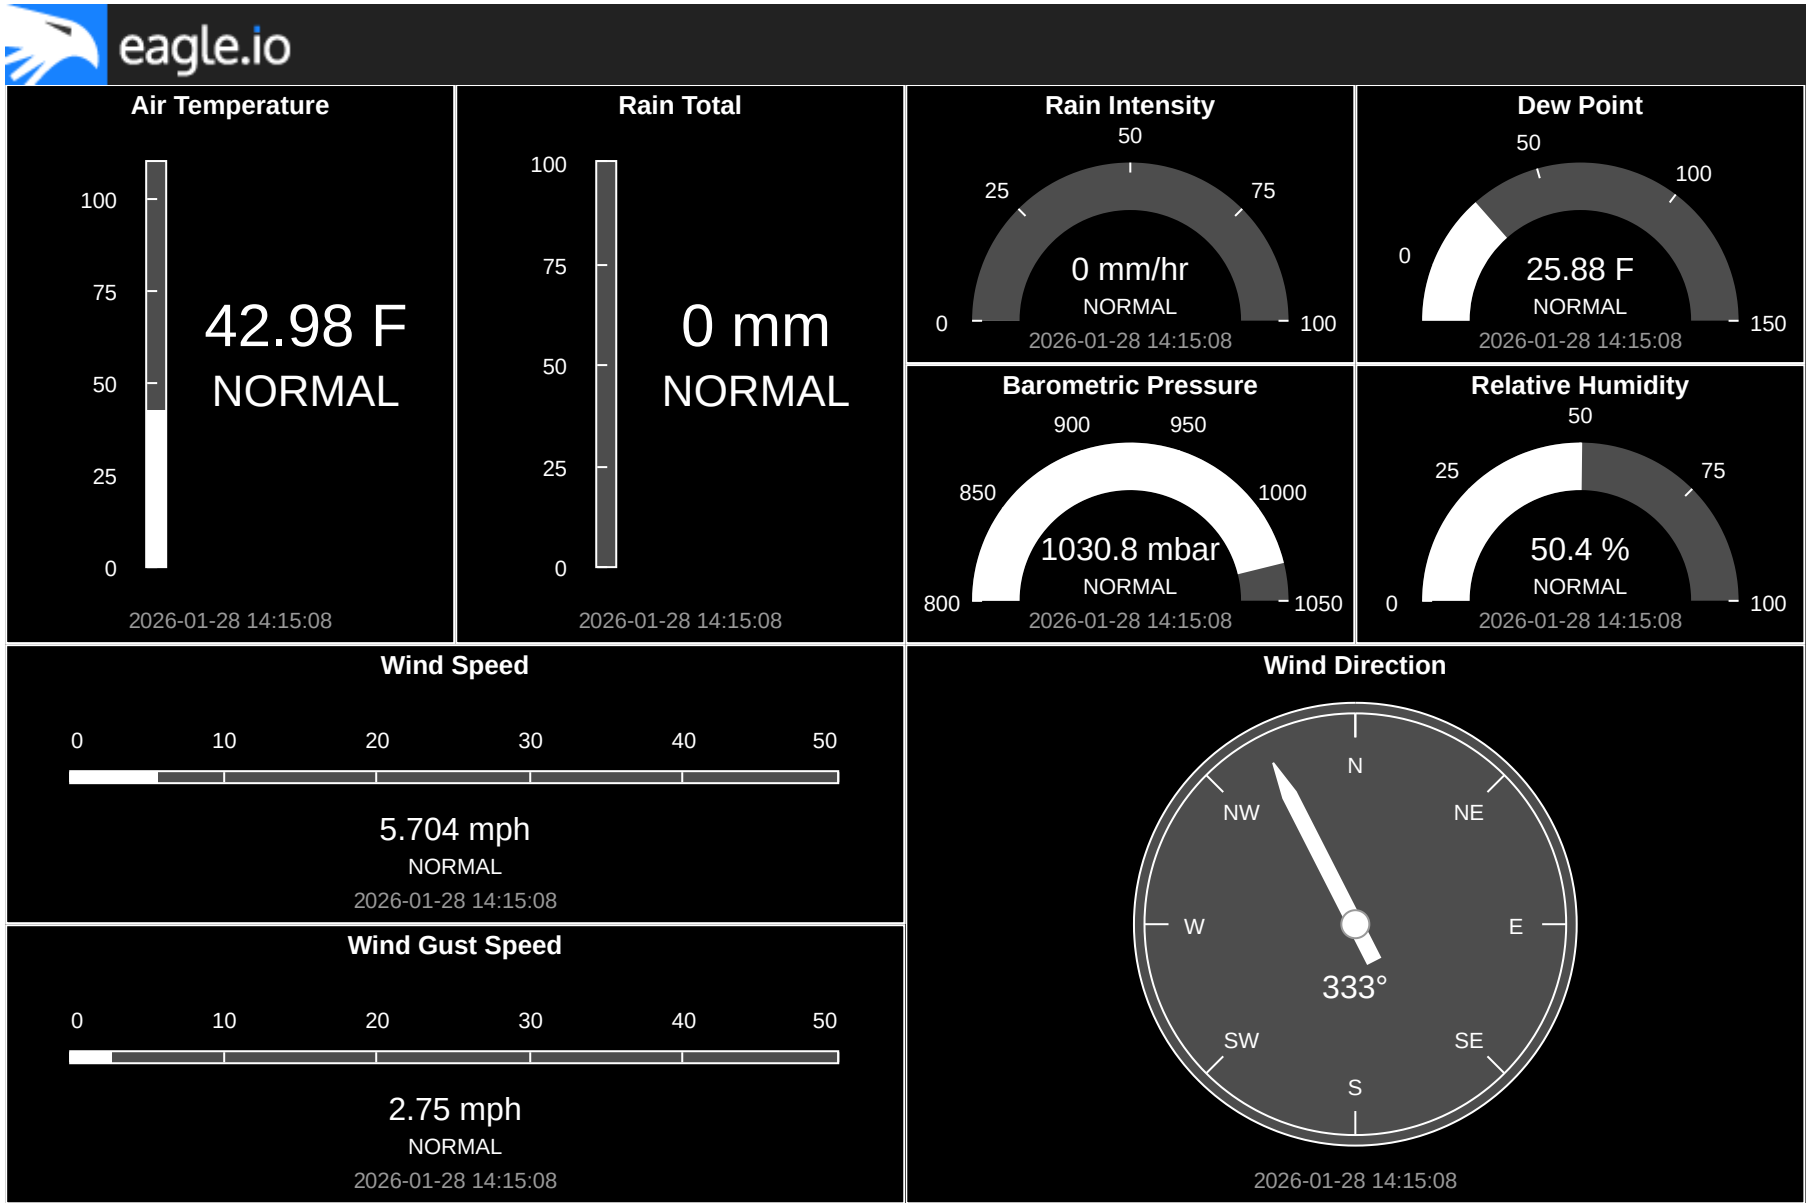 eagle.io
Air Temperature
100
75
50
25
0
42.98 F
NORMAL
2026-01-28 14:15:08
Rain Total
100
75
50
25
0
0 mm
NORMAL
2026-01-28 14:15:08
Rain Intensity
0
25
50
75
100
0 mm/hr
NORMAL
2026-01-28 14:15:08
Dew Point
0
50
100
150
25.88 F
NORMAL
2026-01-28 14:15:08
Barometric Pressure
800
850
900
950
1000
1050
1030.8 mbar
NORMAL
2026-01-28 14:15:08
Relative Humidity
0
25
50
75
100
50.4 %
NORMAL
2026-01-28 14:15:08
Wind Speed
0 10 20 30 40 50
5.704 mph
NORMAL
2026-01-28 14:15:08
Wind Gust Speed
0 10 20 30 40 50
2.75 mph
NORMAL
2026-01-28 14:15:08
Wind Direction
N
NW NE
W E
333°
SW SE
S
2026-01-28 14:15:08